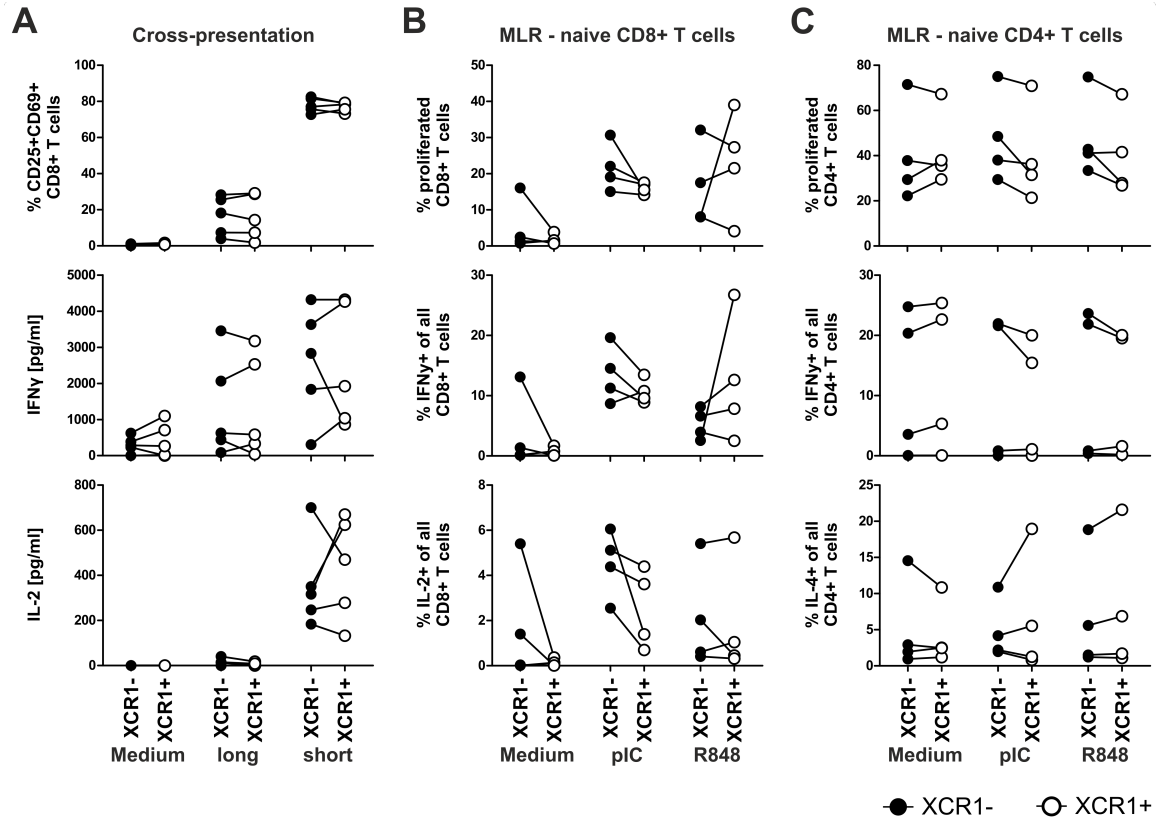 A
Cross-presentation
B
MLR - naive CD8+ T cells
C
MLR - naive CD4+ T cells
% CD25+CD69+
CD8+ T cells
100
80
60
40
20
0
% proliferated
CD8+ T cells
50
40
30
20
10
0
% proliferated
CD4+ T cells
80
60
40
20
0
IFNγ [pg/ml]
5000
4000
3000
2000
1000
0
% IFNγ+ of all
CD8+ T cells
30
20
10
0
% IFNγ+ of all
CD4+ T cells
30
20
10
0
IL-2 [pg/ml]
800
600
400
200
0
% IL-2+ of all
CD8+ T cells
8
6
4
2
0
% IL-4+ of all
CD4+ T cells
25
20
15
10
5
0
XCR1- XCR1+ XCR1- XCR1+ XCR1- XCR1+
Medium long short
XCR1- XCR1+ XCR1- XCR1+ XCR1- XCR1+
Medium pIC R848
XCR1- XCR1+ XCR1- XCR1+ XCR1- XCR1+
Medium pIC R848
XCR1- XCR1+